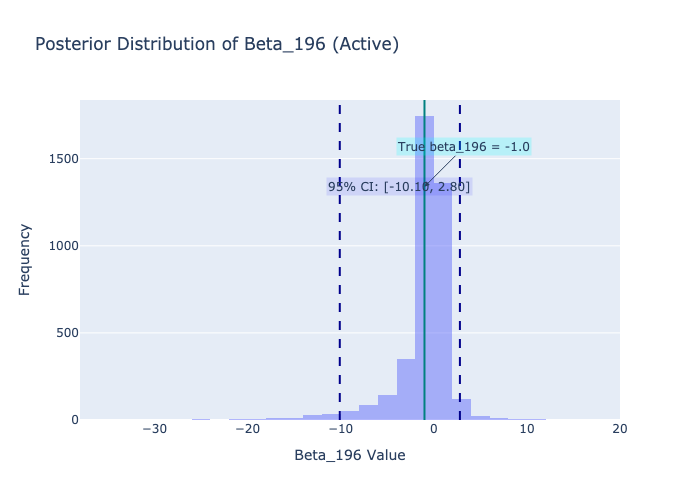 Posterior Distribution of Beta_196 (Active)
True beta_196 = -1.0
95% CI: [-10.10, 2.80]
1500
1000
500
0
Frequency
−30
−20
−10
0
10
20
Beta_196 Value